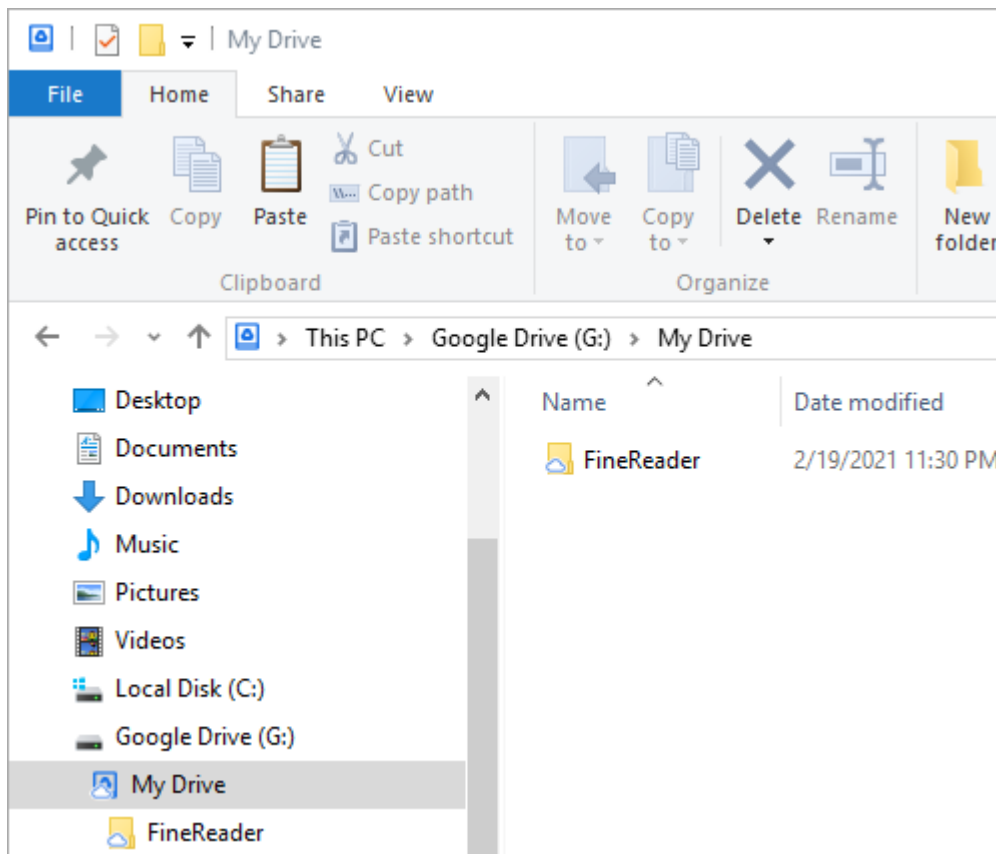 My Drive
File Home Share View
Pin to Quick access
Copy
Paste
Cut
Copy path
Paste shortcut
Clipboard
Move to
Copy to
Delete
Rename
Organize
New folder
This PC > Google Drive (G:) > My Drive
Desktop
Documents
Downloads
Music
Pictures
Videos
Local Disk (C:)
Google Drive (G:)
My Drive
FineReader
Name Date modified
FineReader 2/19/2021 11:30 PM